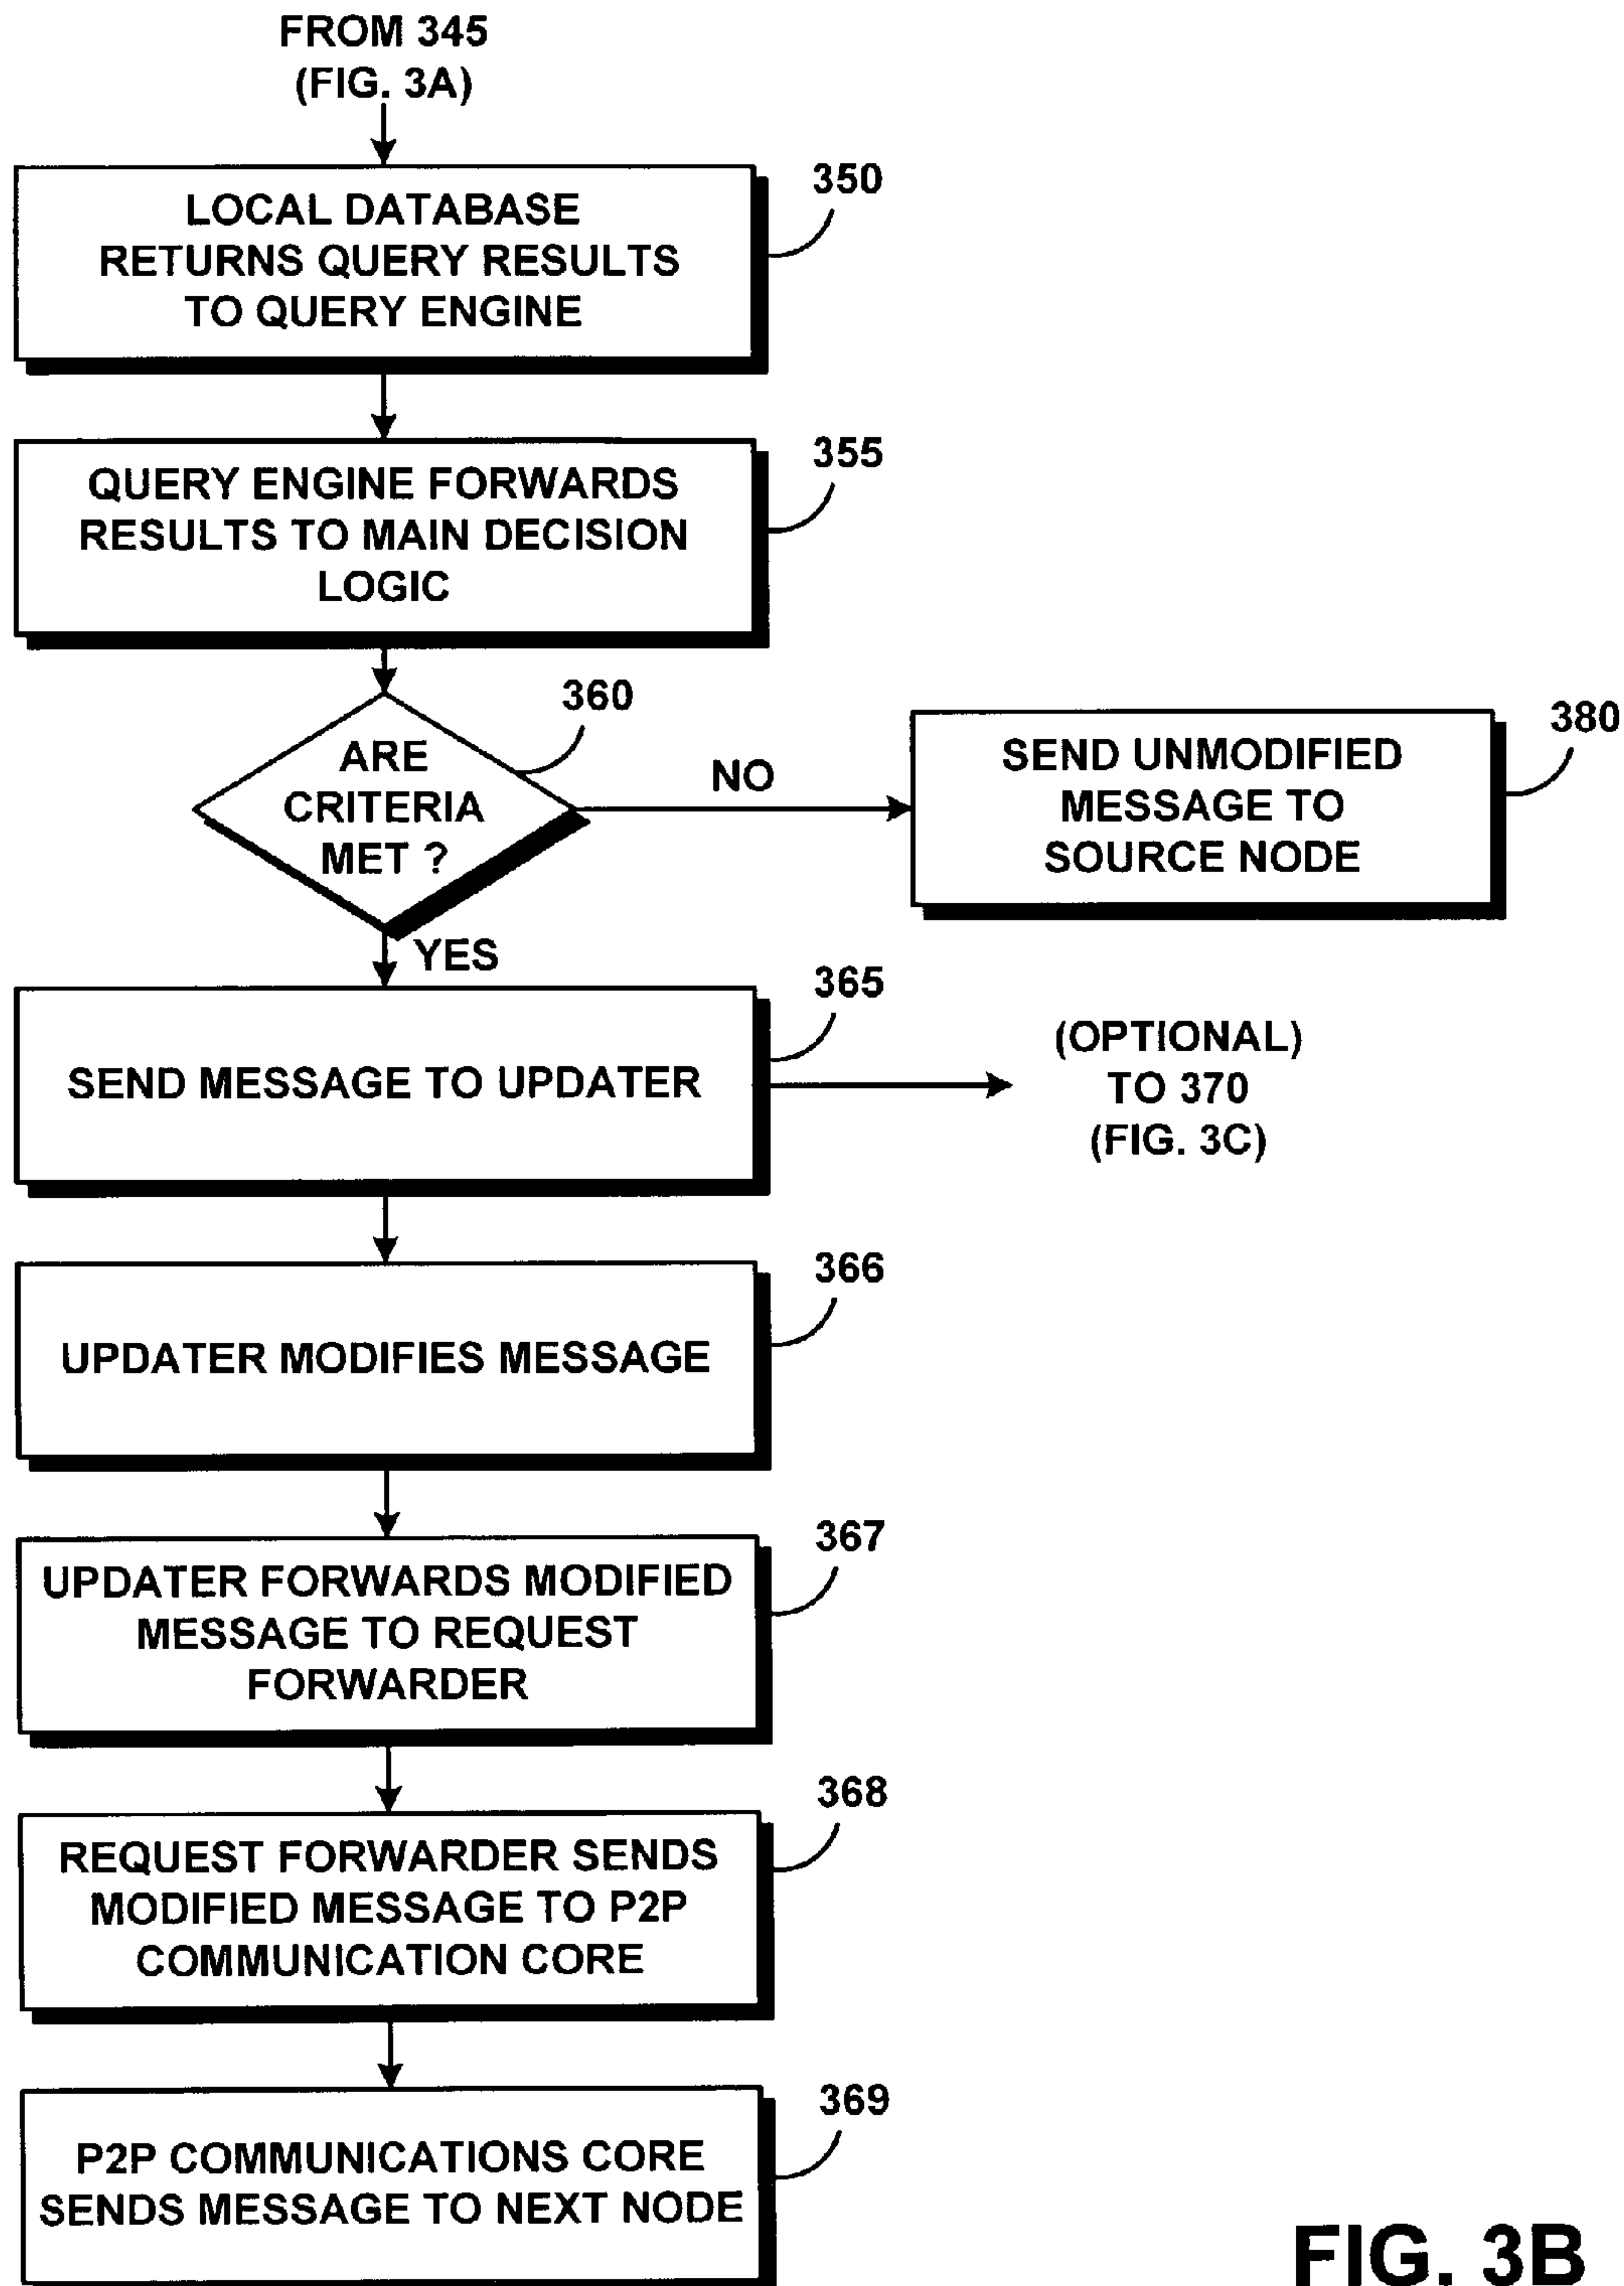 FROM 345
(FIG. 3A)
350
LOCAL DATABASE
RETURNS QUERY RESULTS
TO QUERY ENGINE
355
QUERY ENGINE FORWARDS
RESULTS TO MAIN DECISION
LOGIC
360
ARE
CRITERIA
MET ?
NO
380
SEND UNMODIFIED
MESSAGE TO
SOURCE NODE
YES
365
SEND MESSAGE TO UPDATER
(OPTIONAL)
TO 370
(FIG. 3C)
366
UPDATER MODIFIES MESSAGE
367
UPDATER FORWARDS MODIFIED
MESSAGE TO REQUEST
FORWARDER
368
REQUEST FORWARDER SENDS
MODIFIED MESSAGE TO P2P
COMMUNICATION CORE
369
P2P COMMUNICATIONS CORE
SENDS MESSAGE TO NEXT NODE
FIG. 3B